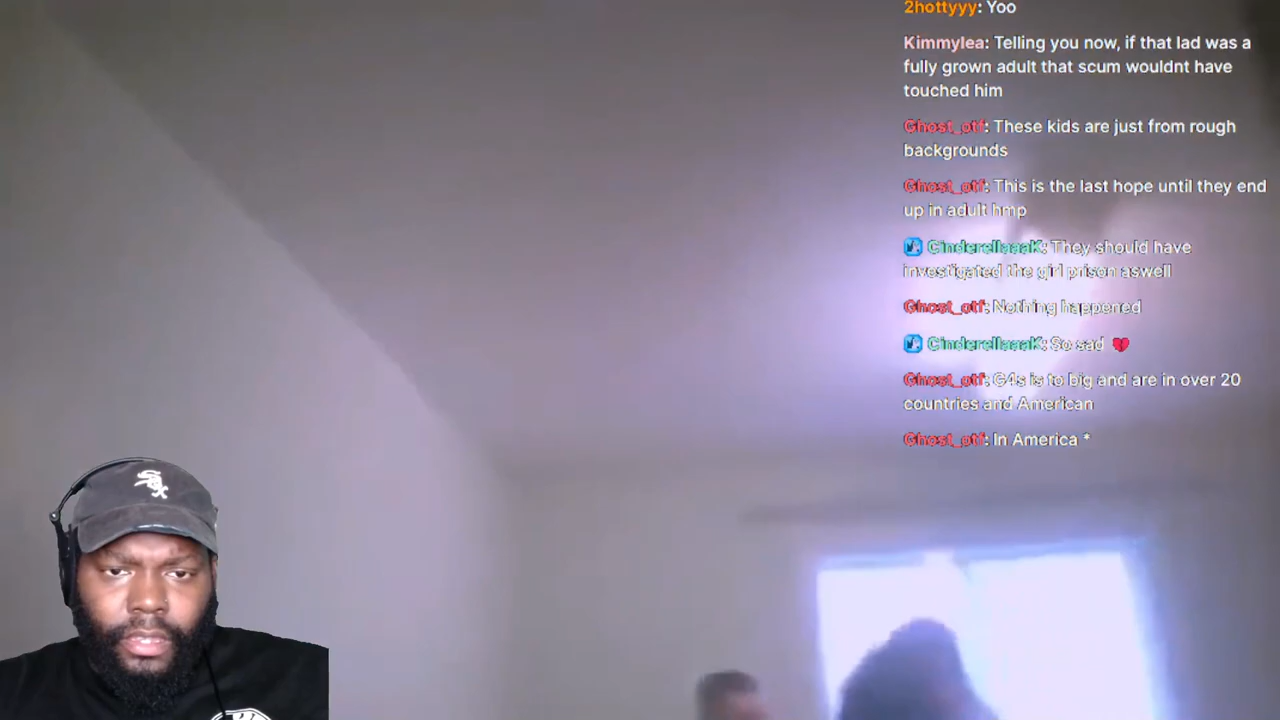 2hottyyy: Yoo
Kimmylea: Telling you now, if that lad was a
fully grown adult that scum wouldnt have
touched him
Ghost_otf: These kids are just from rough
backgrounds
Ghost_otf: This is the last hope until they end
up in adult hmp
CinderellaaaK: They should have
investigated the girl prison aswell
Ghost_otf: Nothing happened
CinderellaaaK: So sad 💔
Ghost_otf: G4s is to big and are in over 20
countries and American
Ghost_otf: In America *
Sox